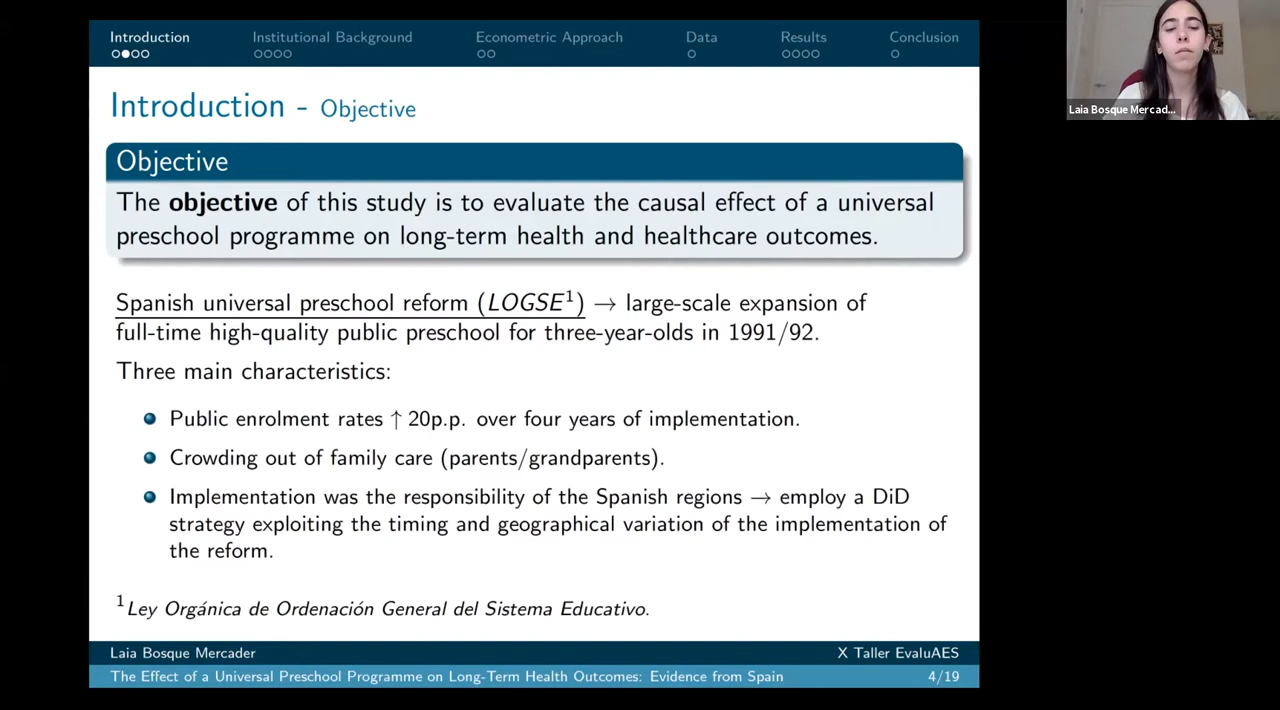 Introduction Institutional Background Econometric Approach Data Results Conclusion
Introduction - Objective
Objective
The objective of this study is to evaluate the causal effect of a universal
preschool programme on long-term health and healthcare outcomes.
Spanish universal preschool reform (LOGSE¹) → large-scale expansion of
full-time high-quality public preschool for three-year-olds in 1991/92.
Three main characteristics:
Public enrolment rates ↑ 20p.p. over four years of implementation.
Crowding out of family care (parents/grandparents).
Implementation was the responsibility of the Spanish regions → employ a DiD
strategy exploiting the timing and geographical variation of the implementation of
the reform.
¹Ley Orgánica de Ordenación General del Sistema Educativo.
Laia Bosque Mercader X Taller EvaluAES
The Effect of a Universal Preschool Programme on Long-Term Health Outcomes: Evidence from Spain 4/19
Laia Bosque Mercad...